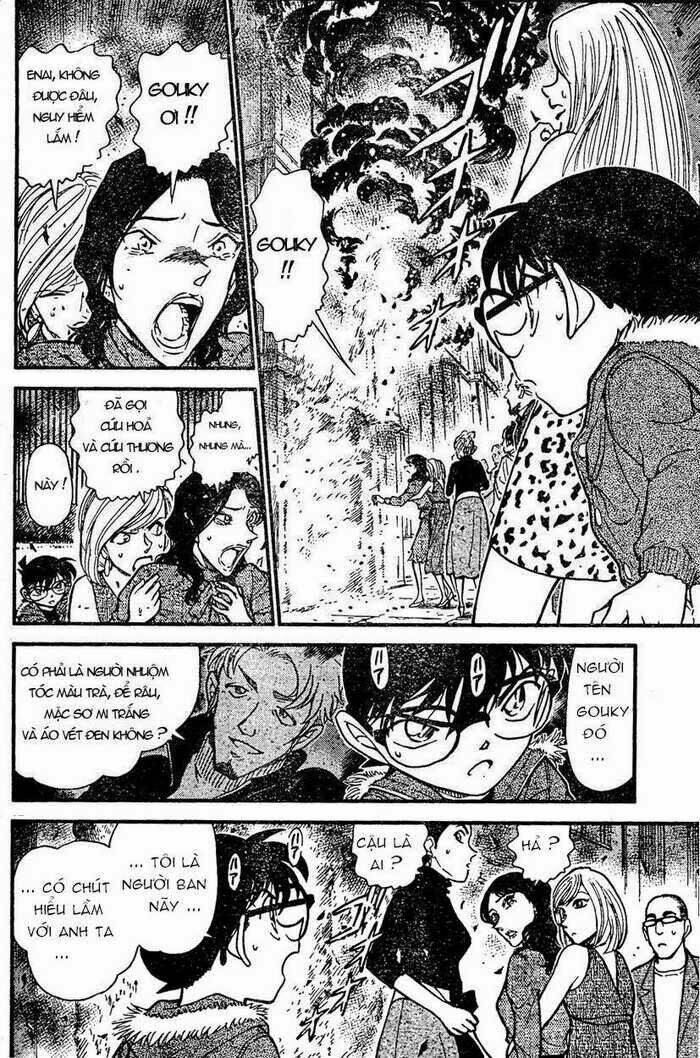 GOUKY
ƠI !!
ENAI, KHÔNG
ĐƯỢC ĐÂU,
NGUY HIỂM
LẮM !
GOUKY
!!
NHƯNG,
NHƯNG MÀ...
ĐÃ GỌI
CỨU HOẢ
VÀ CỨU THƯƠNG
RỒI .
NÀY !
NGƯỜI
TÊN
GOUKY
ĐÓ
...
CÓ PHẢI LÀ NGƯỜI NHUỘM
TÓC MÀU TRÀ, ĐỂ RÂU,
MẶC SƠ MI TRẮNG
VÀ ÁO VÉT ĐEN KHÔNG ?
HẢ ?
CẬU LÀ
AI ?
... TÔI LÀ
NGƯỜI BAN
NÃY ...
... CÓ CHÚT
HIỂU LẦM
VỚI ANH TA
...